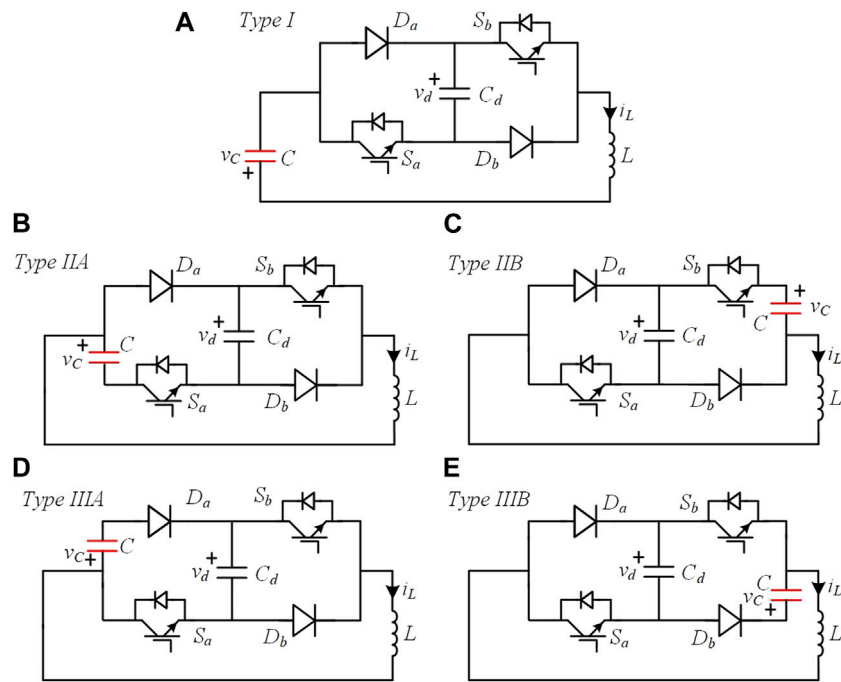 A
Type I
D_a
S_b
+
v_d
C_d
i_L
v_C
C
+
S_a
D_b
L
B
Type IIA
D_a
S_b
+
v_C
C
+
v_d
C_d
i_L
S_a
D_b
L
C
Type IIB
D_a
S_b
+
v_C
C
+
v_d
C_d
i_L
S_a
D_b
L
D
Type IIIA
D_a
S_b
v_C
+
C
+
v_d
C_d
i_L
S_a
D_b
L
E
Type IIIB
D_a
S_b
+
v_d
C_d
C
v_C
+
i_L
S_a
D_b
L